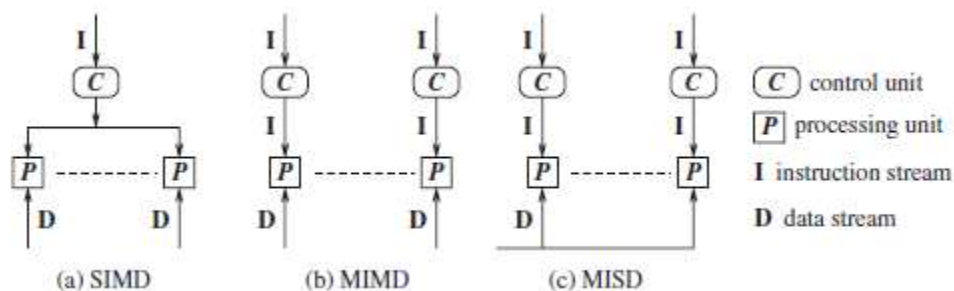 I I I I I
C C C C C C control unit
I I I I P processing unit
P P P P P P I instruction stream
D D D D D D data stream
(a) SIMD (b) MIMD (c) MISD